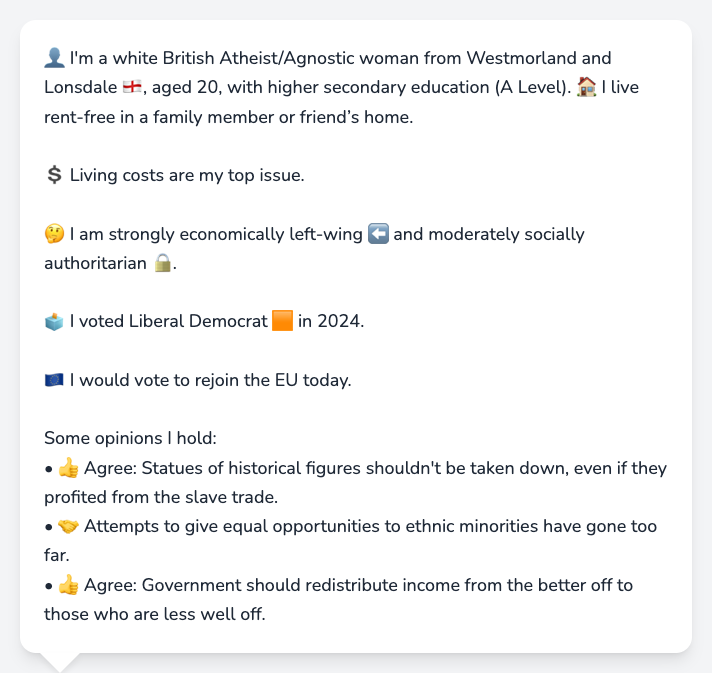 👤 I'm a white British Atheist/Agnostic woman from Westmorland and
Lonsdale 🏴󠁧󠁢󠁥󠁮󠁧󠁿, aged 20, with higher secondary education (A Level). 🏠 I live
rent-free in a family member or friend’s home.
💲 Living costs are my top issue.
🤔 I am strongly economically left-wing ⬅️ and moderately socially
authoritarian 🔒.
🗳️ I voted Liberal Democrat 🟧 in 2024.
🇪🇺 I would vote to rejoin the EU today.
Some opinions I hold:
• 👍 Agree: Statues of historical figures shouldn't be taken down, even if they
profited from the slave trade.
• 🤝 Attempts to give equal opportunities to ethnic minorities have gone too
far.
• 👍 Agree: Government should redistribute income from the better off to
those who are less well off.